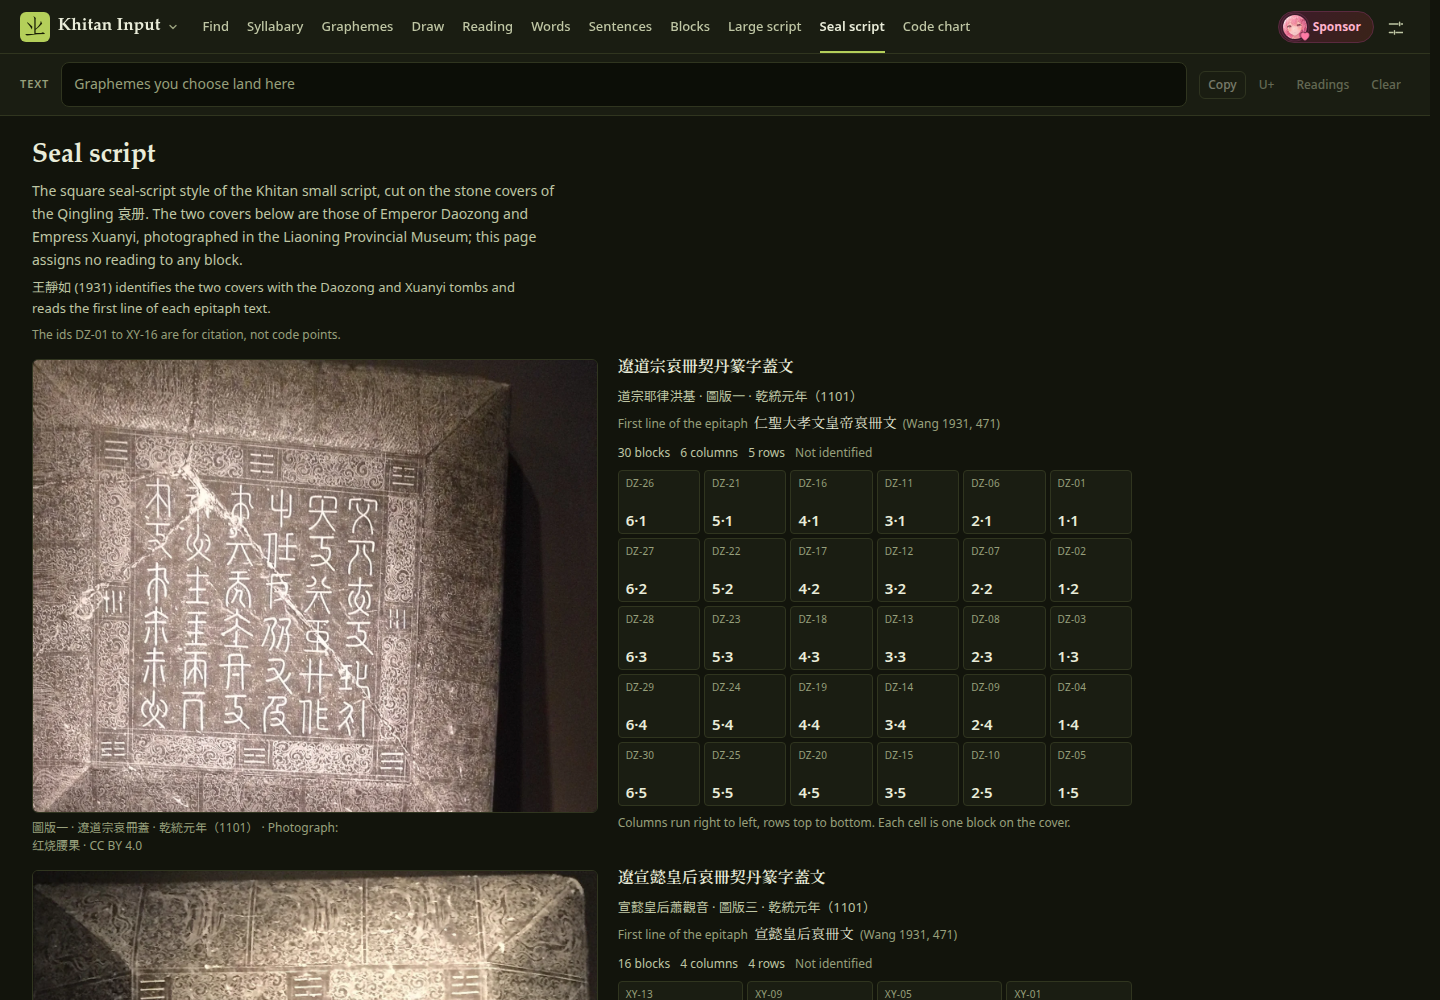 Khitan Input
Find
Syllabary
Graphemes
Draw
Reading
Words
Sentences
Blocks
Large script
Seal script
Code chart
Sponsor
TEXT
Graphemes you choose land here
Copy
U+
Readings
Clear
Seal script
The square seal-script style of the Khitan small script, cut on the stone covers of
the Qingling 哀册. The two covers below are those of Emperor Daozong and
Empress Xuanyi, photographed in the Liaoning Provincial Museum; this page
assigns no reading to any block.
王靜如 (1931) identifies the two covers with the Daozong and Xuanyi tombs and
reads the first line of each epitaph text.
The ids DZ-01 to XY-16 are for citation, not code points.
圖版一 · 遼道宗哀冊蓋 · 乾統元年（1101） · Photograph:
红烧腰果 · CC BY 4.0
遼道宗哀冊契丹篆字蓋文
道宗耶律洪基 · 圖版一 · 乾統元年（1101）
First line of the epitaph 仁聖大孝文皇帝哀冊文 (Wang 1931, 471)
30 blocks 6 columns 5 rows Not identified
DZ-26 DZ-21 DZ-16 DZ-11 DZ-06 DZ-01
6·1 5·1 4·1 3·1 2·1 1·1
DZ-27 DZ-22 DZ-17 DZ-12 DZ-07 DZ-02
6·2 5·2 4·2 3·2 2·2 1·2
DZ-28 DZ-23 DZ-18 DZ-13 DZ-08 DZ-03
6·3 5·3 4·3 3·3 2·3 1·3
DZ-29 DZ-24 DZ-19 DZ-14 DZ-09 DZ-04
6·4 5·4 4·4 3·4 2·4 1·4
DZ-30 DZ-25 DZ-20 DZ-15 DZ-10 DZ-05
6·5 5·5 4·5 3·5 2·5 1·5
Columns run right to left, rows top to bottom. Each cell is one block on the cover.
遼宣懿皇后哀冊契丹篆字蓋文
宣懿皇后蕭觀音 · 圖版三 · 乾統元年（1101）
First line of the epitaph 宣懿皇后哀冊文 (Wang 1931, 471)
16 blocks 4 columns 4 rows Not identified
XY-13 XY-09 XY-05 XY-01